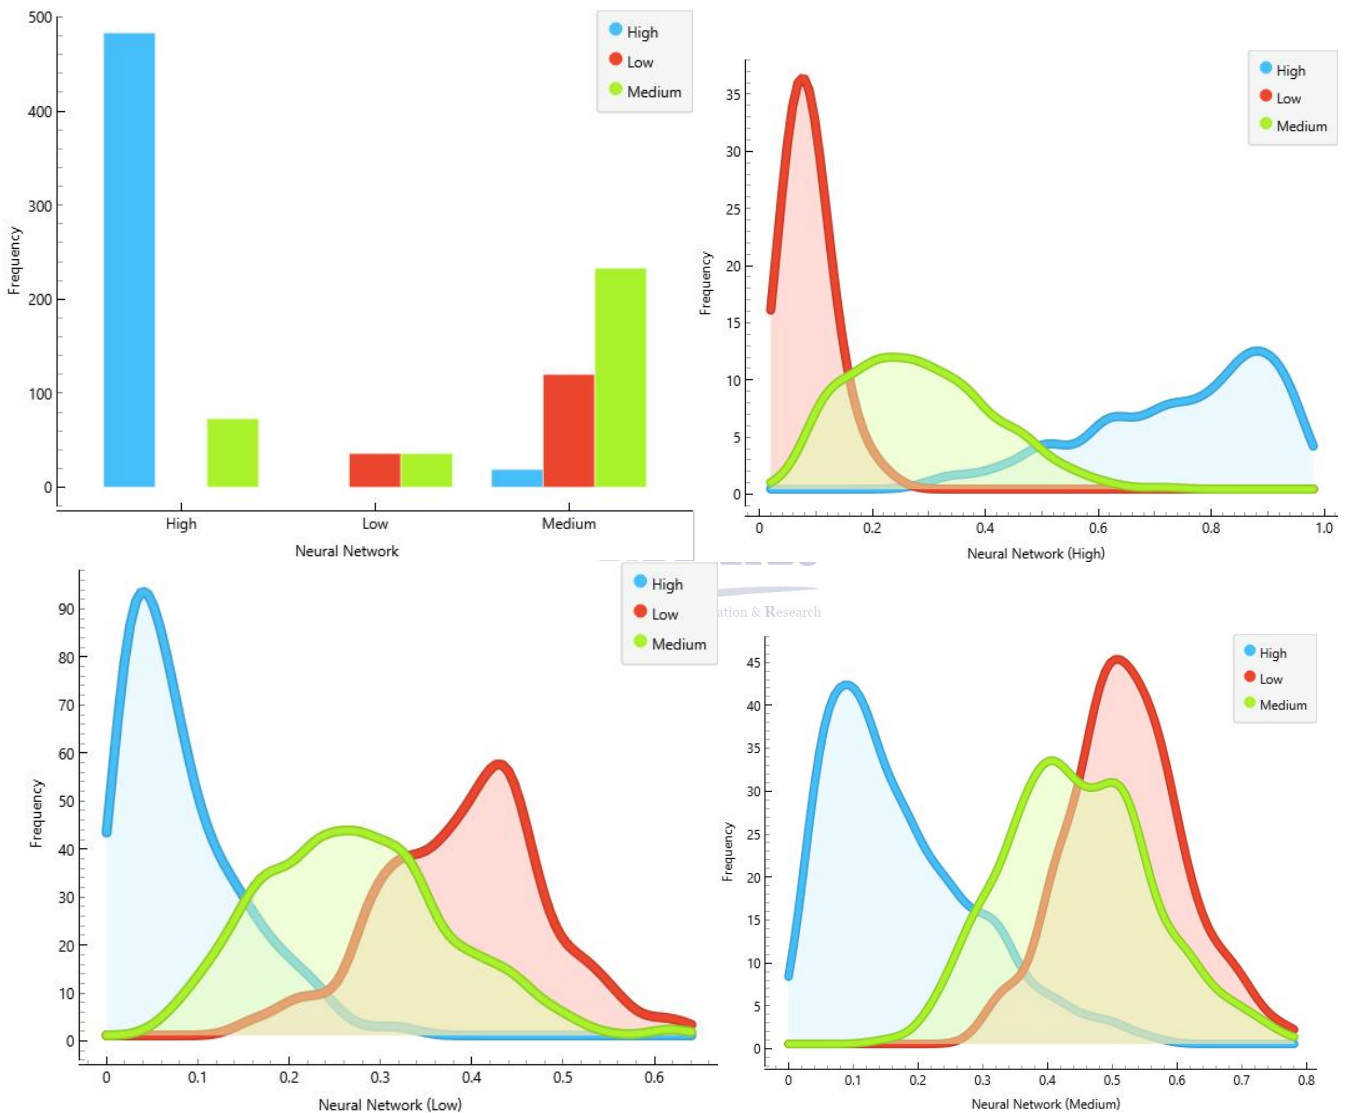 500
400
300
200
100
0
Frequency
High
Low
Medium
High
Low
Medium
Neural Network
35
30
25
20
15
10
5
0
Frequency
High
Low
Medium
0
0.2
0.4
0.6
0.8
1.0
Neural Network (High)
ation & Research
90
80
70
60
50
40
30
20
10
0
Frequency
High
Low
Medium
0
0.1
0.2
0.3
0.4
0.5
0.6
Neural Network (Low)
45
40
35
30
25
20
15
10
5
0
Frequency
High
Low
Medium
0
0.1
0.2
0.3
0.4
0.5
0.6
0.7
0.8
Neural Network (Medium)